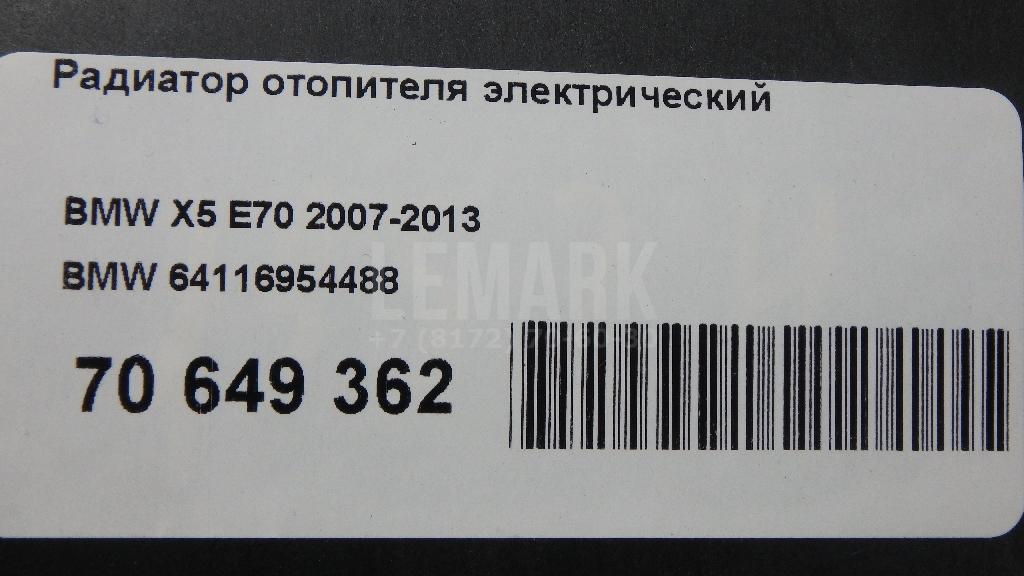 Радиатор отопителя электрический
BMW X5 E70 2007-2013
BMW 64116954488
LEMARK
70 649 362